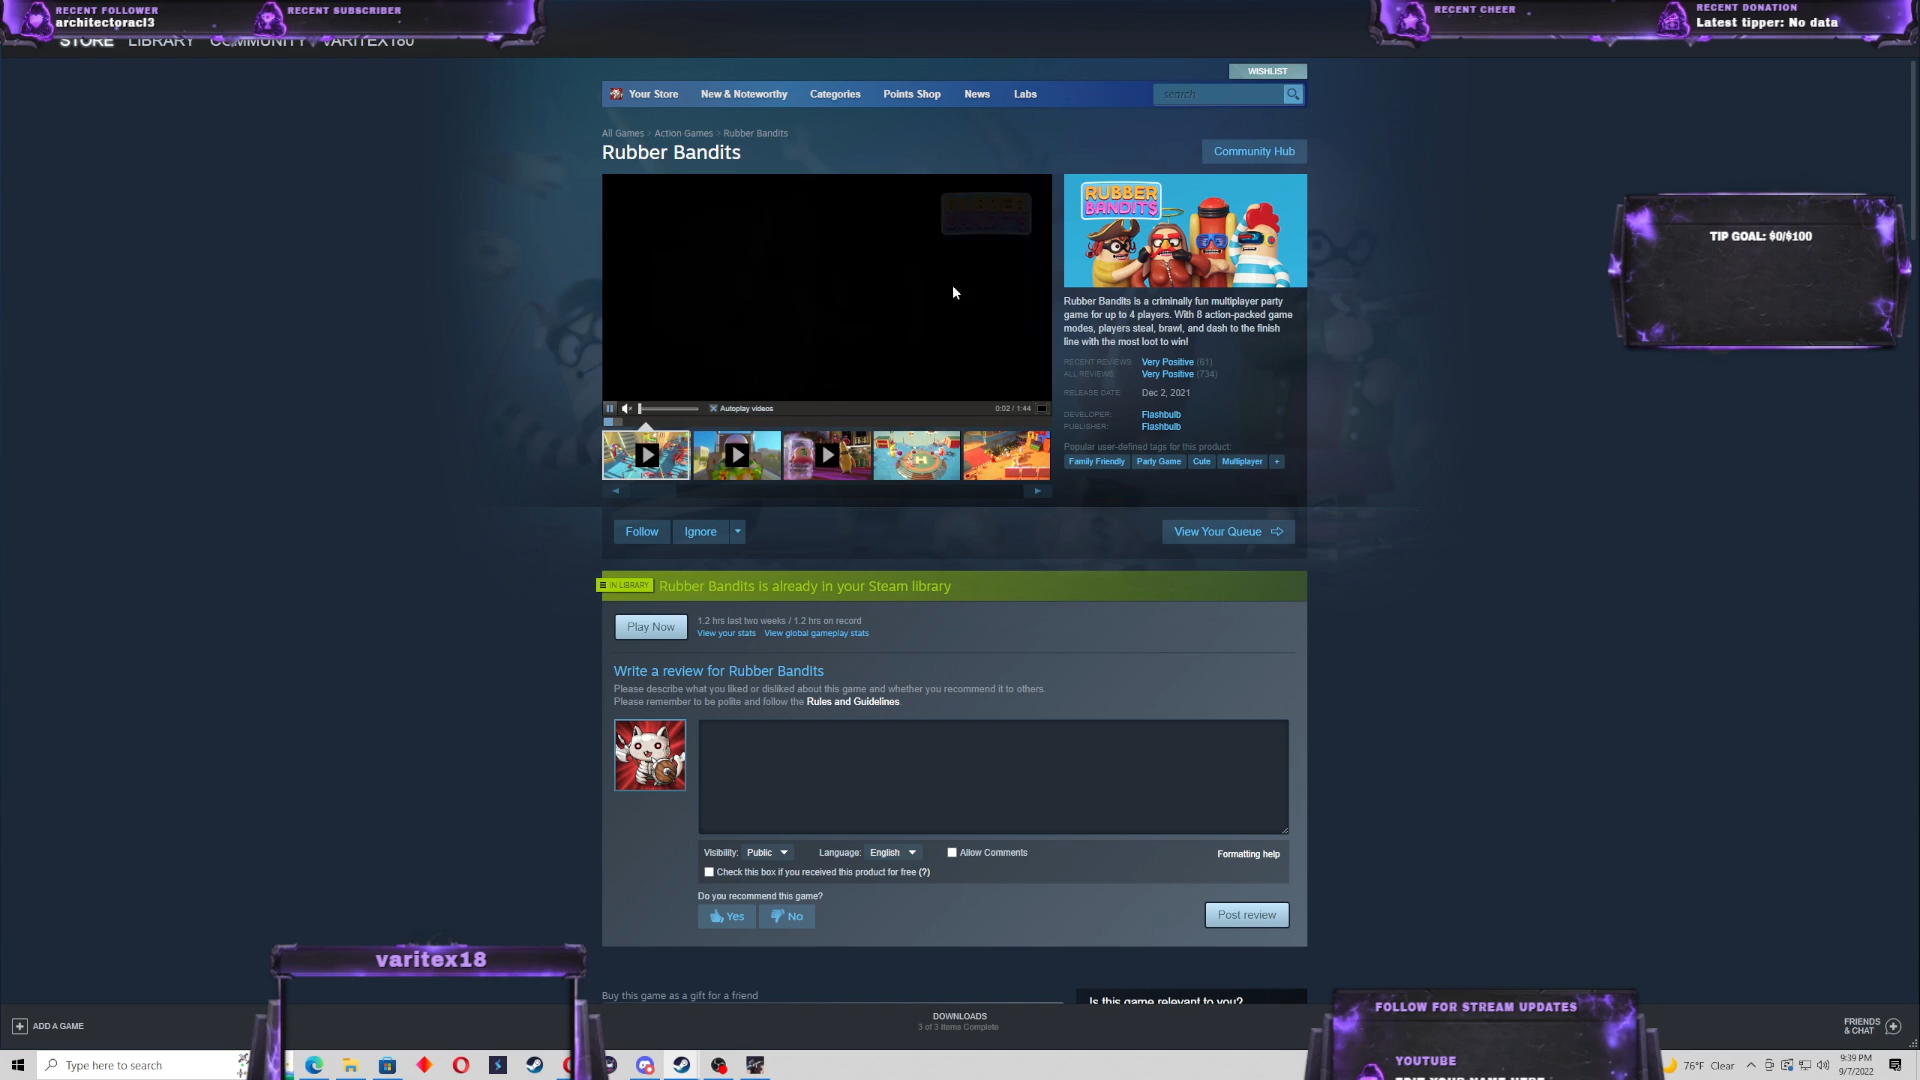 RECENT FOLLOWER
architectoracl3
RECENT SUBSCRIBER
RECENT CHEER
RECENT DONATION
Latest tipper: No data
STORE LIBRARY COMMUNITY VARITEX180
WISHLIST
Your Store New & Noteworthy Categories Points Shop News Labs
search
All Games > Action Games > Rubber Bandits
Rubber Bandits
Community Hub
RUBBER
BANDITS
Rubber Bandits is a criminally fun multiplayer party
game for up to 4 players. With 8 action-packed game
modes, players steal, brawl, and dash to the finish
line with the most loot to win!
RECENT REVIEWS: Very Positive (61)
ALL REVIEWS: Very Positive (734)
RELEASE DATE: Dec 2, 2021
DEVELOPER: Flashbulb
PUBLISHER: Flashbulb
Popular user-defined tags for this product:
Family Friendly Party Game Cute Multiplayer +
Autoplay videos
0:02 / 1:44
TIP GOAL: $0/$100
Follow Ignore
View Your Queue
IN LIBRARY
Rubber Bandits is already in your Steam library
Play Now
1.2 hrs last two weeks / 1.2 hrs on record
View your stats View global gameplay stats
Write a review for Rubber Bandits
Please describe what you liked or disliked about this game and whether you recommend it to others.
Please remember to be polite and follow the Rules and Guidelines.
Visibility: Public Language: English Allow Comments
Formatting help
Check this box if you received this product for free (?)
Do you recommend this game?
Yes No
Post review
varitex18
Buy this game as a gift for a friend
Is this game relevant to you?
ADD A GAME
DOWNLOADS
3 of 3 Items Complete
FOLLOW FOR STREAM UPDATES
FRIENDS
& CHAT
YOUTUBE
Type here to search
76°F Clear
9:39 PM
9/7/2022